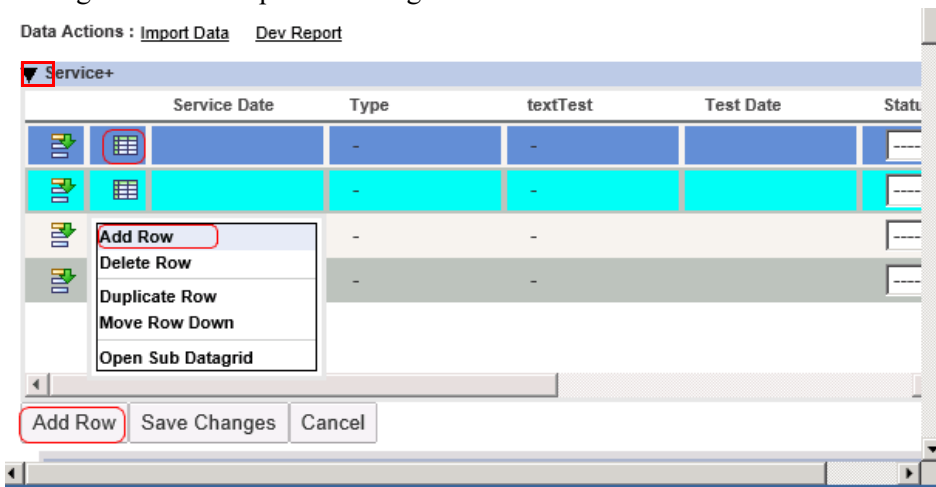 Data Actions : Import Data Dev Report
Service+
Service Date Type textTest Test Date Statu
- - ----
- - ----
- - ----
- - ----
Add Row
Delete Row
Duplicate Row
Move Row Down
Open Sub Datagrid
Add Row Save Changes Cancel